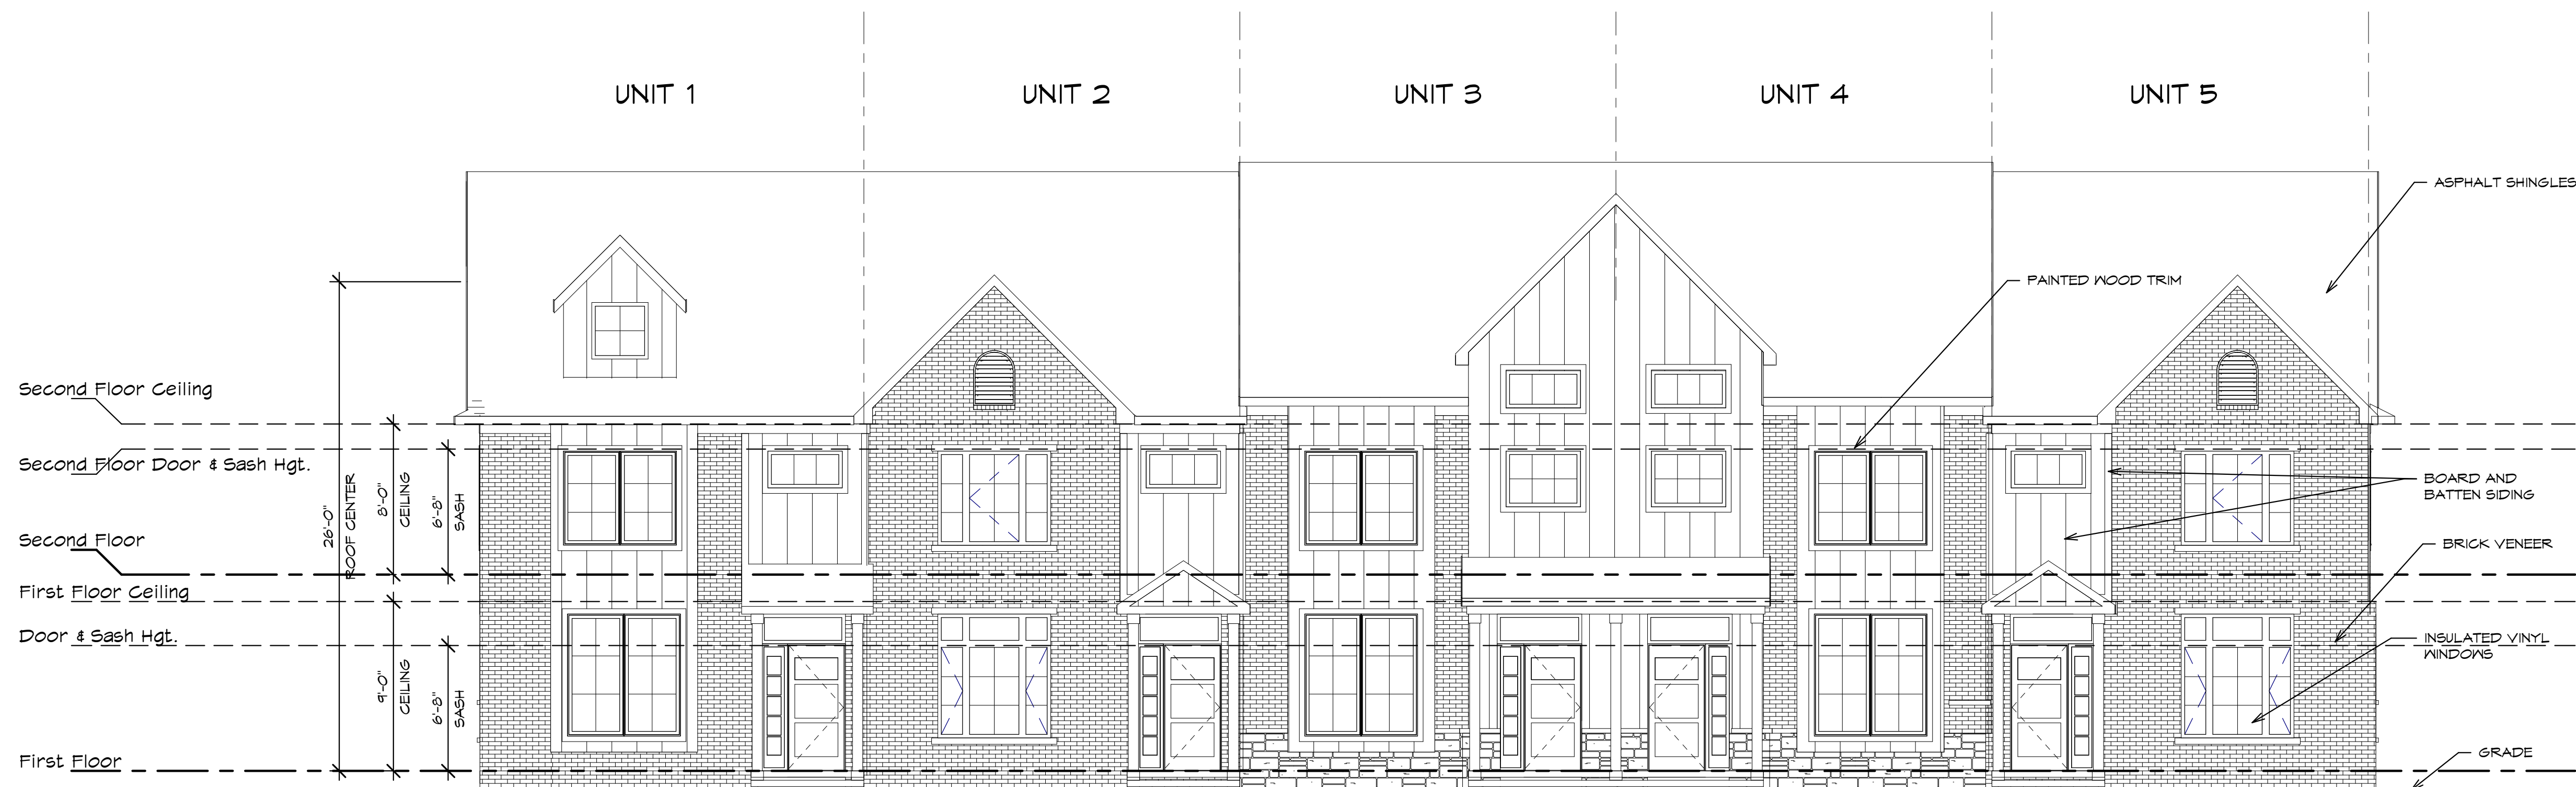 UNIT 1
UNIT 2
UNIT 3
UNIT 4
UNIT 5
ASPHALT SHINGLES
PAINTED WOOD TRIM
Second Floor Ceiling
Second Floor Door & Sash Hgt.
Second Floor
First Floor Ceiling
Door & Sash Hgt.
First Floor
26'-0"
ROOF CENTER
8'-0"
CEILING
6'-8"
SASH
9'-0"
CEILING
6'-8"
SASH
BOARD AND
BATTEN SIDING
BRICK VENEER
INSULATED VINYL
WINDOWS
GRADE